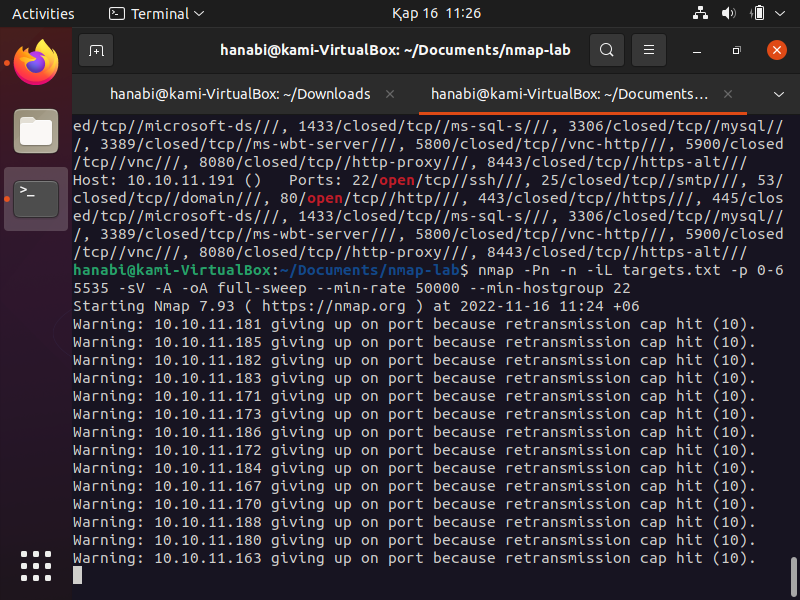 Activities
Terminal
Қар 16 11:26
hanabi@kami-VirtualBox: ~/Documents/nmap-lab
hanabi@kami-VirtualBox: ~/Downloads
hanabi@kami-VirtualBox: ~/Documents...
ed/tcp//microsoft-ds///, 1433/closed/tcp//ms-sql-s///, 3306/closed/tcp//mysql//
/, 3389/closed/tcp//ms-wbt-server///, 5800/closed/tcp//vnc-http///, 5900/closed
/tcp//vnc///, 8080/closed/tcp//http-proxy///, 8443/closed/tcp//https-alt///
Host: 10.10.11.191 ()   Ports: 22/open/tcp//ssh///, 25/closed/tcp//smtp///, 53/
closed/tcp//domain///, 80/open/tcp//http///, 443/closed/tcp//https///, 445/clos
ed/tcp//microsoft-ds///, 1433/closed/tcp//ms-sql-s///, 3306/closed/tcp//mysql//
/, 3389/closed/tcp//ms-wbt-server///, 5800/closed/tcp//vnc-http///, 5900/closed
/tcp//vnc///, 8080/closed/tcp//http-proxy///, 8443/closed/tcp//https-alt///
hanabi@kami-VirtualBox:~/Documents/nmap-lab$ nmap -Pn -n -iL targets.txt -p 0-6
5535 -sV -A -oA full-sweep --min-rate 50000 --min-hostgroup 22
Starting Nmap 7.93 ( https://nmap.org ) at 2022-11-16 11:24 +06
Warning: 10.10.11.181 giving up on port because retransmission cap hit (10).
Warning: 10.10.11.185 giving up on port because retransmission cap hit (10).
Warning: 10.10.11.182 giving up on port because retransmission cap hit (10).
Warning: 10.10.11.183 giving up on port because retransmission cap hit (10).
Warning: 10.10.11.171 giving up on port because retransmission cap hit (10).
Warning: 10.10.11.173 giving up on port because retransmission cap hit (10).
Warning: 10.10.11.186 giving up on port because retransmission cap hit (10).
Warning: 10.10.11.172 giving up on port because retransmission cap hit (10).
Warning: 10.10.11.184 giving up on port because retransmission cap hit (10).
Warning: 10.10.11.167 giving up on port because retransmission cap hit (10).
Warning: 10.10.11.170 giving up on port because retransmission cap hit (10).
Warning: 10.10.11.188 giving up on port because retransmission cap hit (10).
Warning: 10.10.11.180 giving up on port because retransmission cap hit (10).
Warning: 10.10.11.163 giving up on port because retransmission cap hit (10).